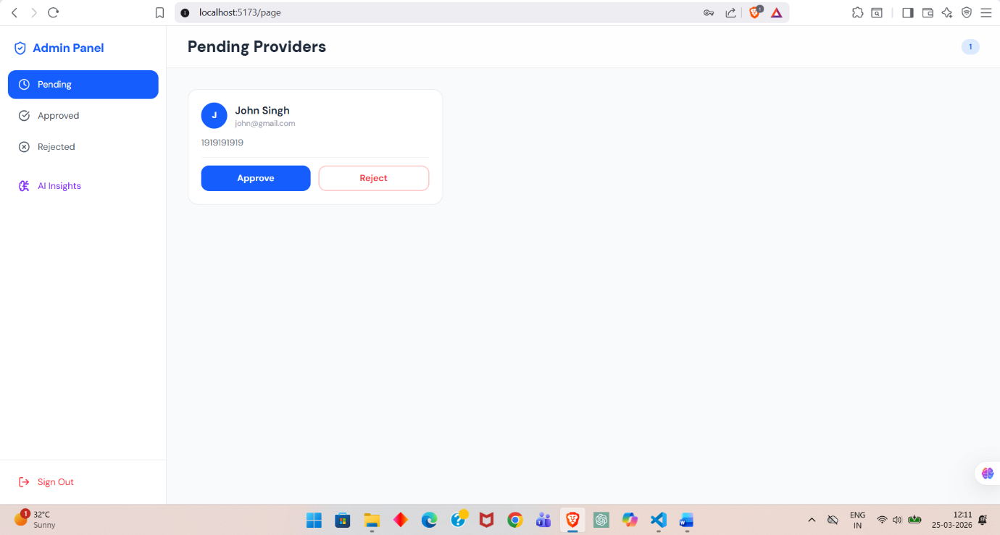 localhost:5173/page
1
Admin Panel
Pending Providers
1
Pending
Approved
Rejected
AI Insights
J
John Singh
john@gmail.com
1919191919
Approve
Reject
Sign Out
1
32°C
Sunny
ENG
IN
12:11
25-03-2026